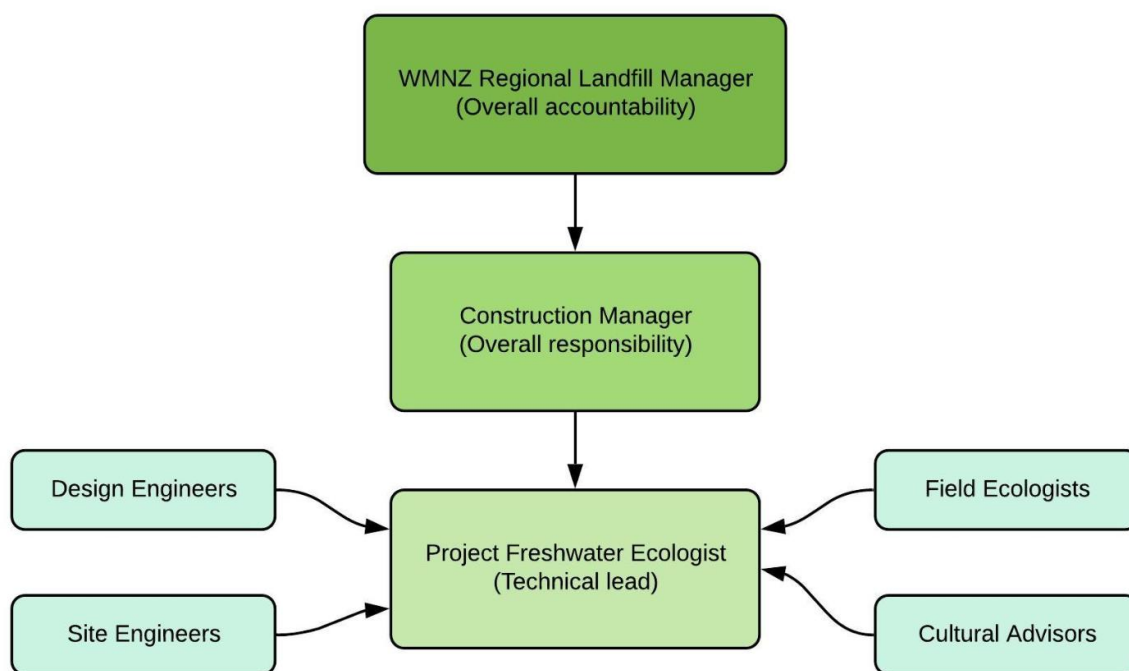 WMNZ Regional Landfill Manager
(Overall accountability)
Construction Manager
(Overall responsibility)
Design Engineers
Field Ecologists
Project Freshwater Ecologist
(Technical lead)
Site Engineers
Cultural Advisors